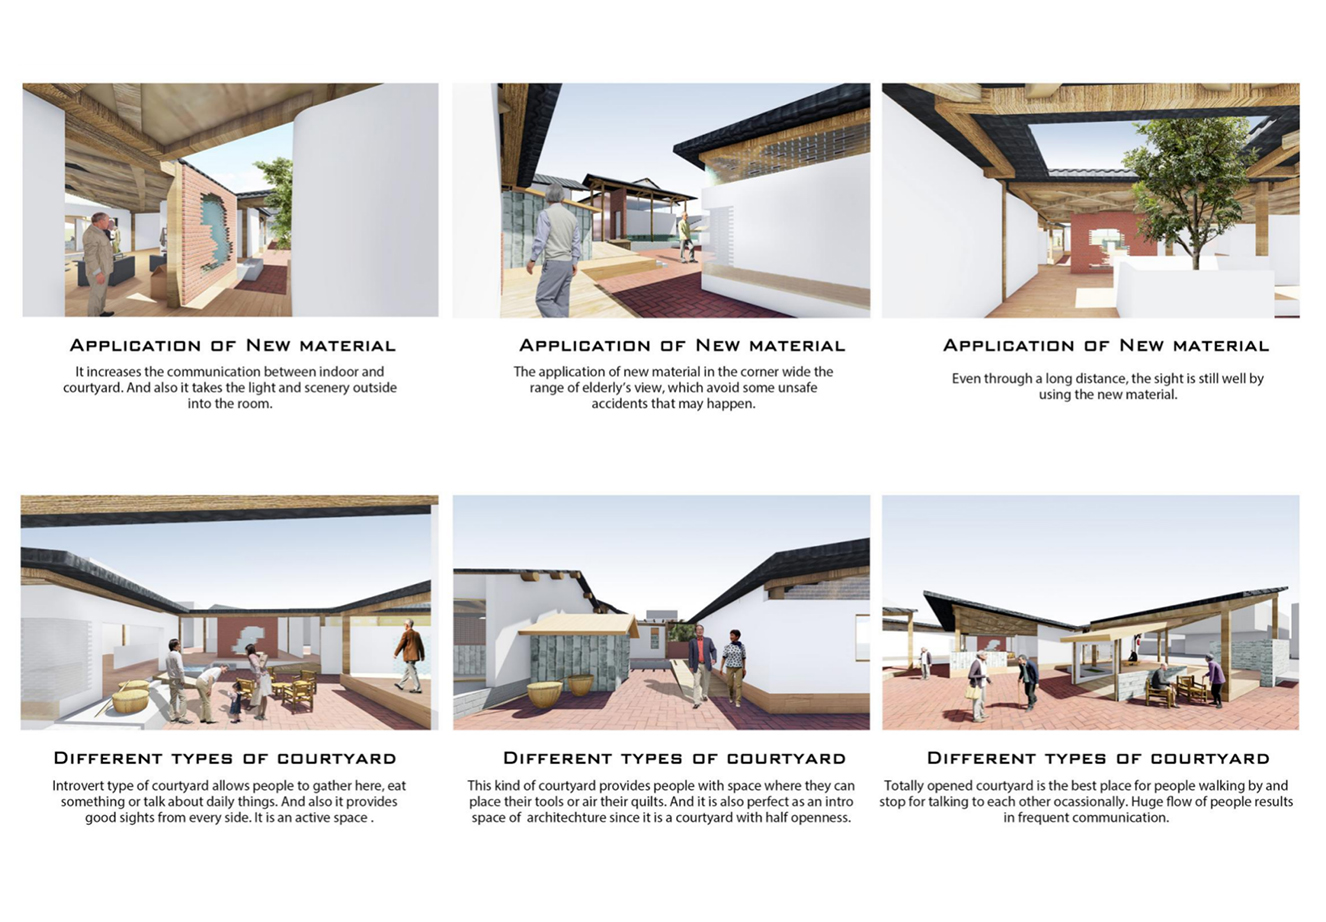 APPLICATION OF NEW MATERIAL
It increases the communication between indoor and
courtyard. And also it takes the light and scenery outside
into the room.
APPLICATION OF NEW MATERIAL
The application of new material in the corner wide the
range of elderly's view, which avoid some unsafe
accidents that may happen.
APPLICATION OF NEW MATERIAL
Even through a long distance, the sight is still well by
using the new material.
DIFFERENT TYPES OF COURTYARD
Introvert type of courtyard allows people to gather here, eat
something or talk about daily things. And also it provides
good sights from every side. It is an active space .
DIFFERENT TYPES OF COURTYARD
This kind of courtyard provides people with space where they can
place their tools or air their quilts. And it is also perfect as an intro
space of architechture since it is a courtyard with half openness.
DIFFERENT TYPES OF COURTYARD
Totally opened courtyard is the best place for people walking by and
stop for talking to each other ocassionally. Huge flow of people results
in frequent communication.